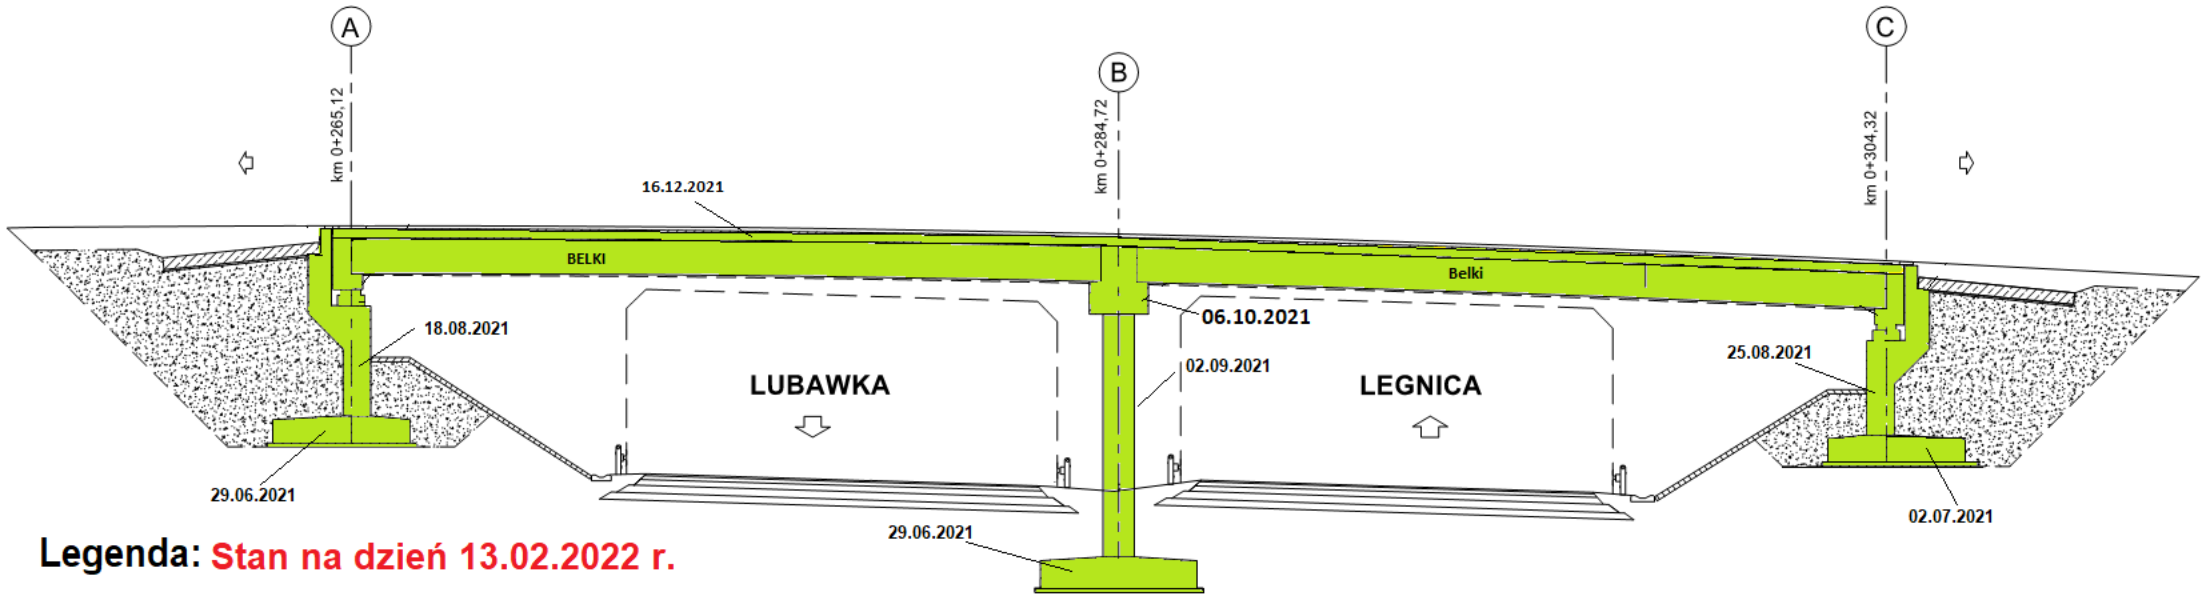 A
B
C
km 0+265,12
km 0+284,72
km 0+304,32
16.12.2021
BELKI
Belki
18.08.2021
06.10.2021
02.09.2021
25.08.2021
LUBAWKA
LEGNICA
29.06.2021
29.06.2021
02.07.2021
Legenda: Stan na dzień 13.02.2022 r.